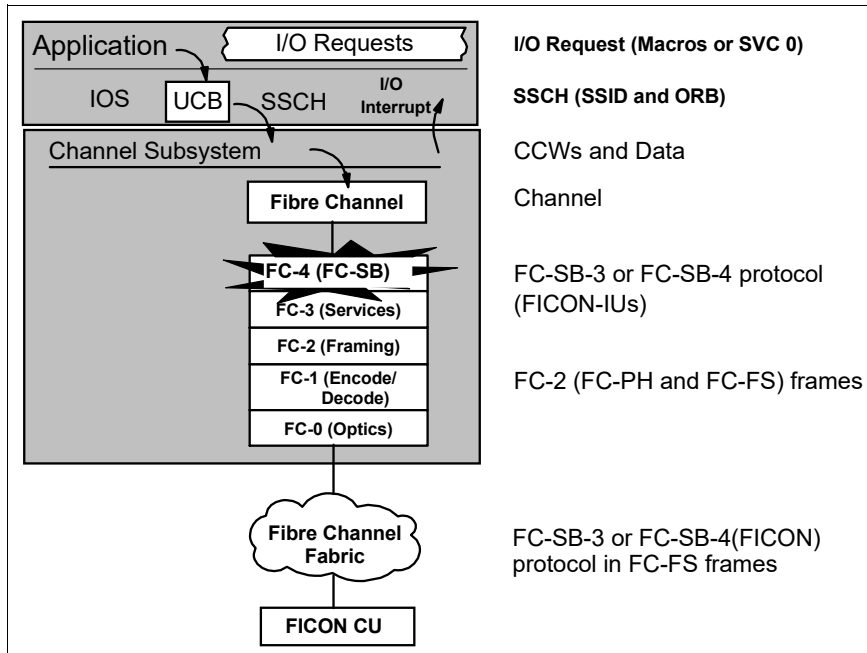 Application
I/O Requests
I/O Request (Macros or SVC 0)
IOS
UCB
SSCH
I/O
Interrupt
SSCH (SSID and ORB)
Channel Subsystem
CCWs and Data
Fibre Channel
Channel
FC-4 (FC-SB)
FC-SB-3 or FC-SB-4 protocol
(FICON-IUs)
FC-3 (Services)
FC-2 (Framing)
FC-1 (Encode/
Decode)
FC-2 (FC-PH and FC-FS) frames
FC-0 (Optics)
Fibre Channel
Fabric
FC-SB-3 or FC-SB-4(FICON)
protocol in FC-FS frames
FICON CU